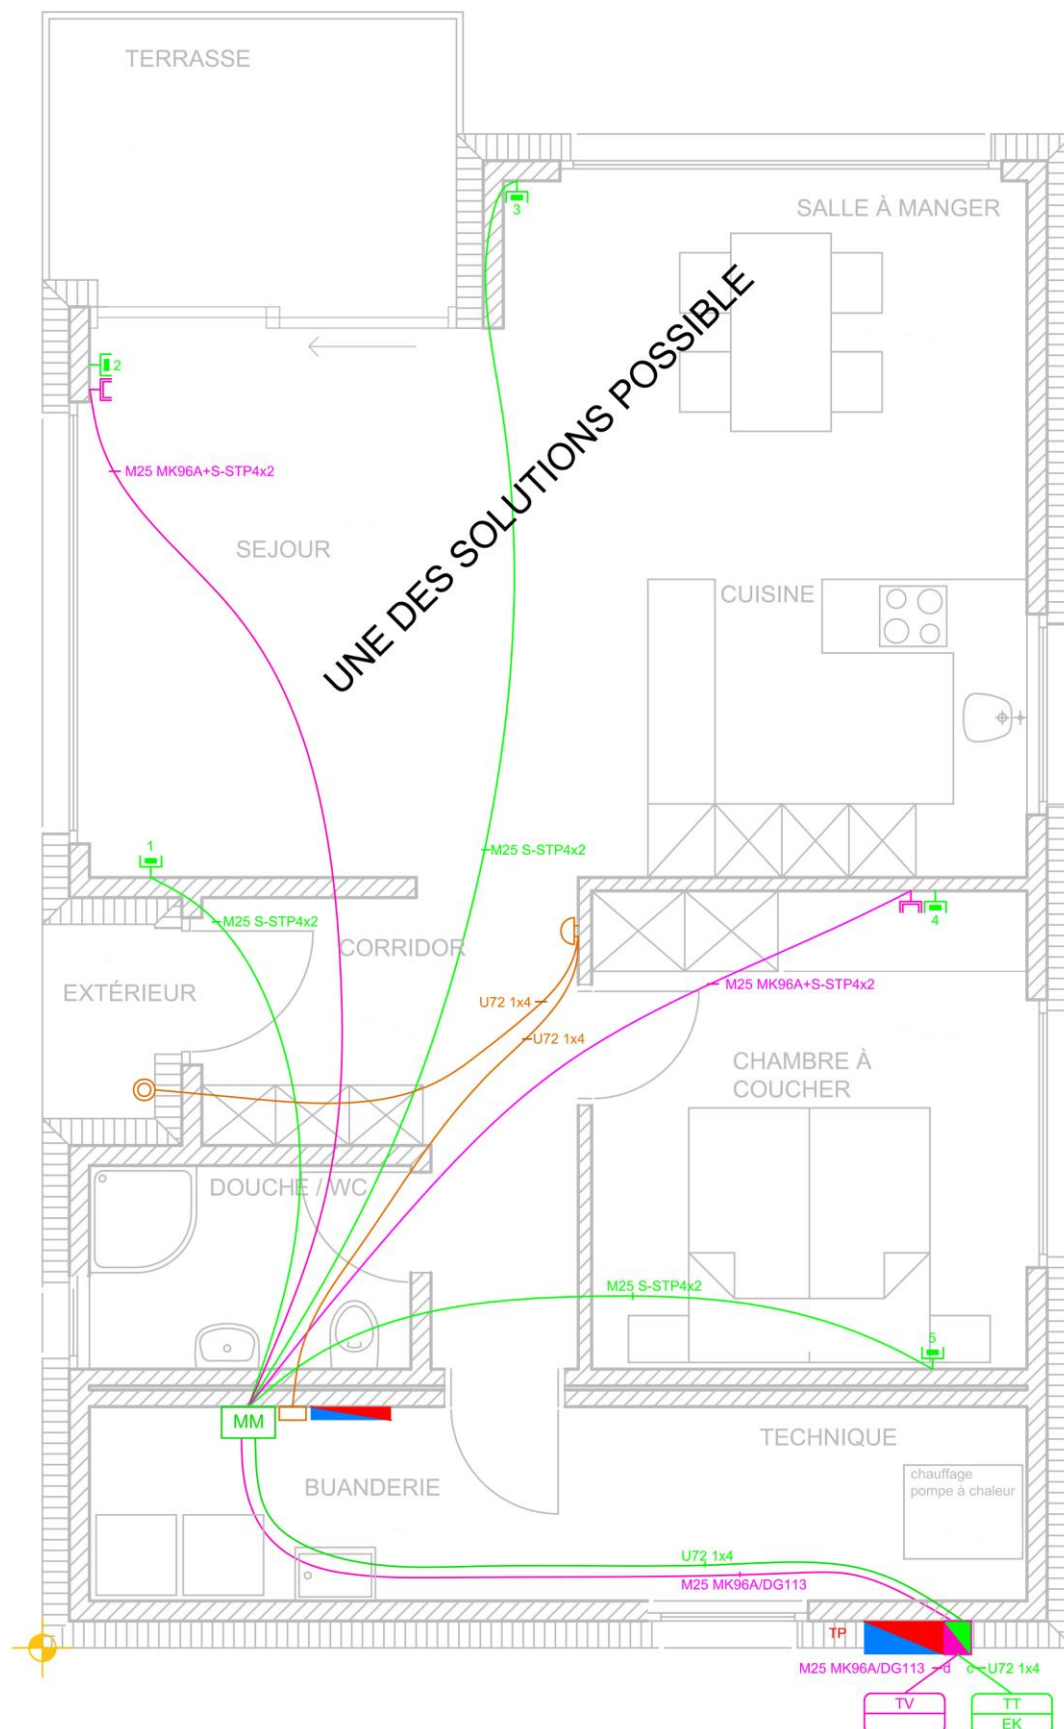 TERRASSE
3
SALLE À MANGER
2
M25 MK96A+S-STP4x2
UNE DES SOLUTIONS POSSIBLE
SEJOUR
CUISINE
1
M25 S-STP4x2
M25 S-STP4x2
4
CORRIDOR
EXTÉRIEUR
M25 MK96A+S-STP4x2
U72 1x4
U72 1x4
CHAMBRE À
COUCHER
DOUCHE / WC
M25 S-STP4x2
5
MM
TECHNIQUE
BUANDERIE
chauffage
pompe à chaleur
U72 1x4
M25 MK96A/DG113
TP
M25 MK96A/DG113 d c U72 1x4
TV TT
EK